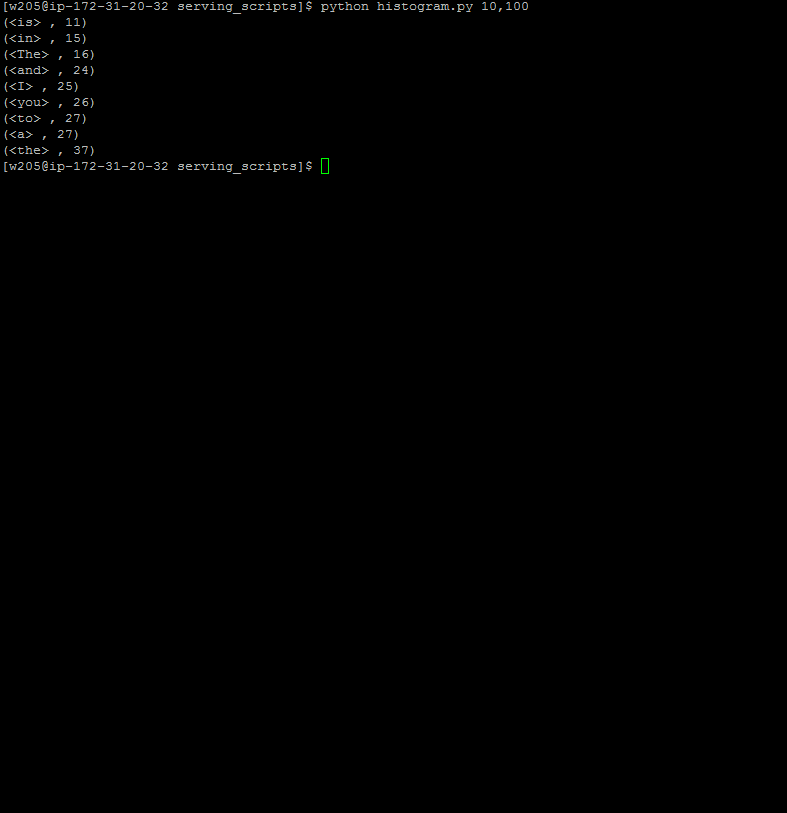 [w205@ip-172-31-20-32 serving_scripts]$ python histogram.py 10,100
(<is> , 11)
(<in> , 15)
(<The> , 16)
(<and> , 24)
(<I> , 25)
(<you> , 26)
(<to> , 27)
(<a> , 27)
(<the> , 37)
[w205@ip-172-31-20-32 serving_scripts]$